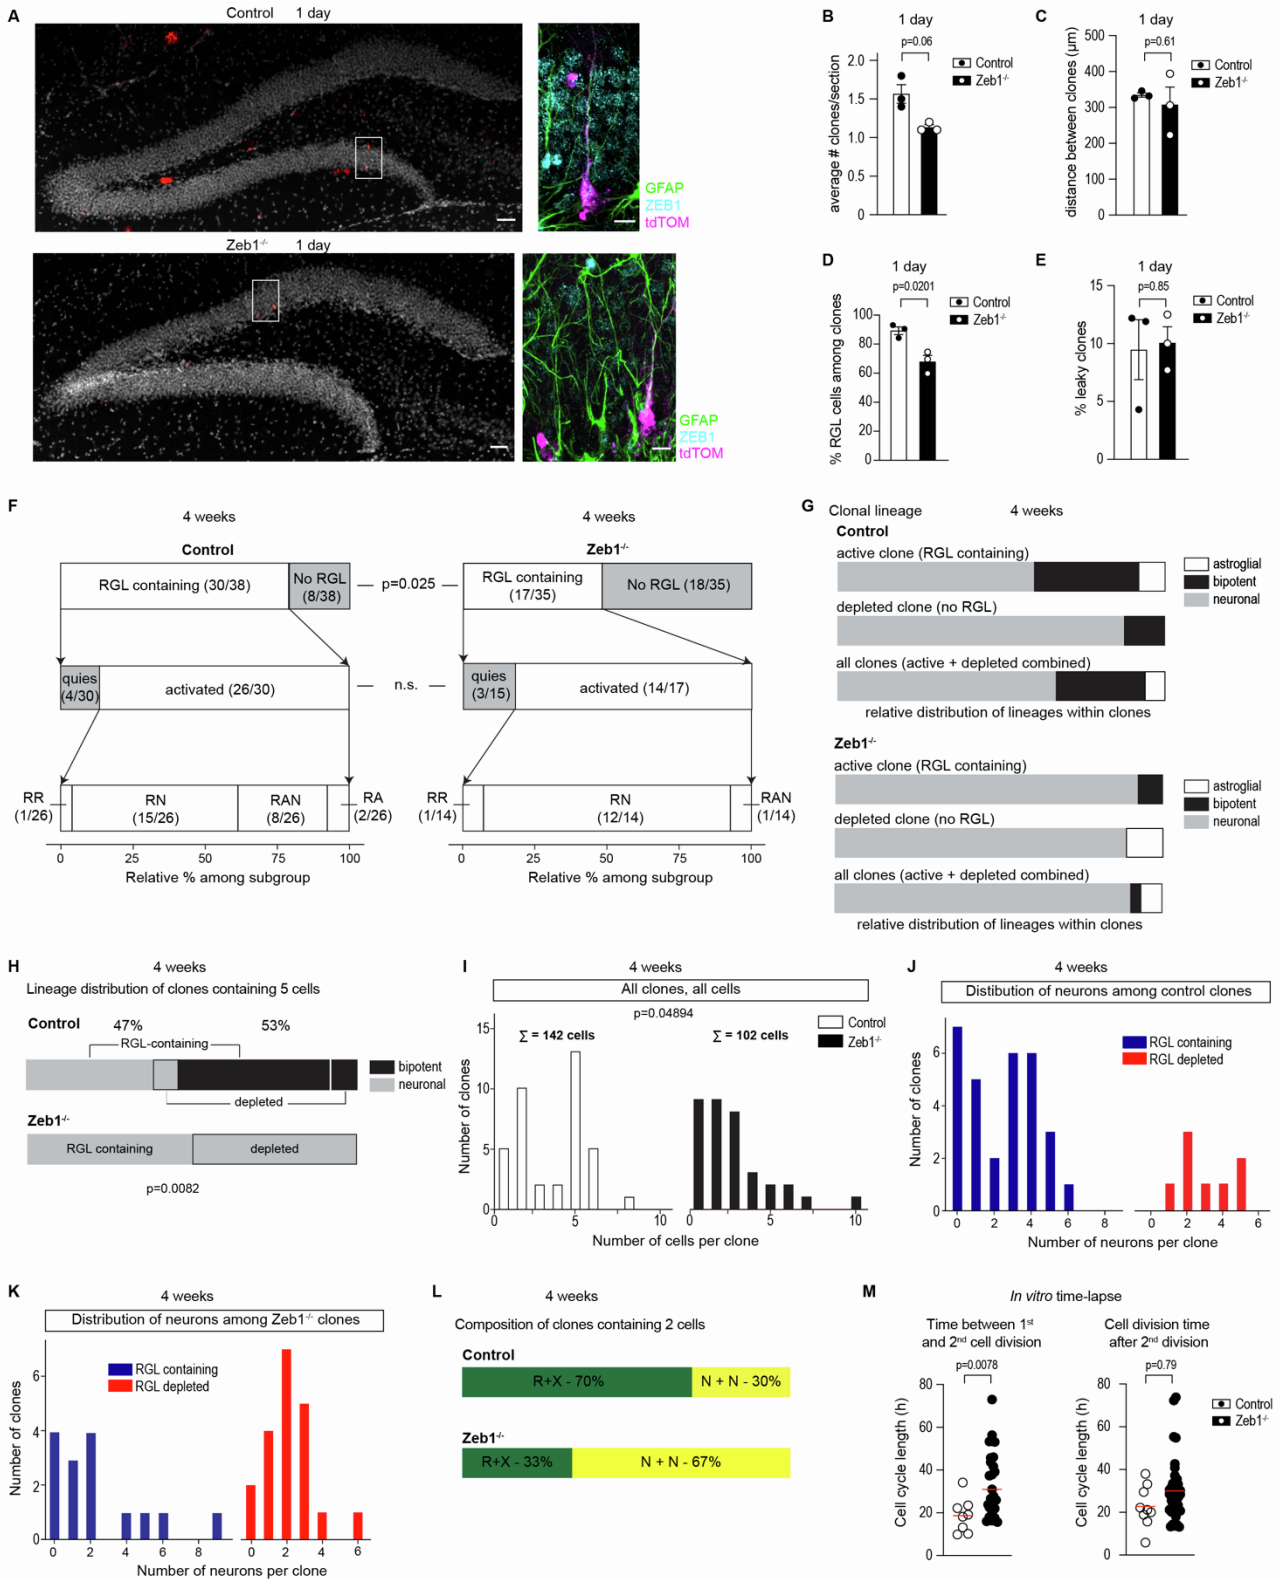 A
Control 1 day
GFAP
ZEB1
tdTOM
Zeb1-/- 1 day
GFAP
ZEB1
tdTOM
B
1 day
p=0.06
average # clones/section
2.0
1.5
1.0
0.5
0
Control
Zeb1-/-
C
1 day
p=0.61
distance between clones (µm)
500
400
300
200
100
0
Control
Zeb1-/-
D
1 day
p=0.0201
% RGL cells among clones
100
80
60
40
20
0
Control
Zeb1-/-
E
1 day
p=0.85
% leaky clones
15
10
5
0
Control
Zeb1-/-
F
4 weeks
Control
RGL containing (30/38)
No RGL
(8/38)
p=0.025
4 weeks
Zeb1-/-
RGL containing
(17/35)
No RGL (18/35)
quies
(4/30)
activated (26/30)
n.s.
quies
(3/15)
activated (14/17)
RR
(1/26)
RN
(15/26)
RAN
(8/26)
RA
(2/26)
RR
(1/14)
RN
(12/14)
RAN
(1/14)
0 25 50 75 100
Relative % among subgroup
0 25 50 75 100
Relative % among subgroup
G
Clonal lineage 4 weeks
Control
active clone (RGL containing)
depleted clone (no RGL)
all clones (active + depleted combined)
relative distribution of lineages within clones
astroglial
bipotent
neuronal
Zeb1-/-
active clone (RGL containing)
depleted clone (no RGL)
all clones (active + depleted combined)
relative distribution of lineages within clones
astroglial
bipotent
neuronal
H
4 weeks
Lineage distribution of clones containing 5 cells
Control 47% 53%
RGL-containing
depleted
bipotent
neuronal
Zeb1-/-
RGL containing depleted
p=0.0082
I
4 weeks
All clones, all cells
p=0.04894
∑ = 142 cells
∑ = 102 cells
Control
Zeb1-/-
Number of clones
15
10
5
0
0 5 10
0 5 10
Number of cells per clone
J
4 weeks
Distibution of neurons among control clones
RGL containing
RGL depleted
Number of clones
6
4
2
0
0 2 4 6 8
0 2 4 6
Number of neurons per clone
K
4 weeks
Distribution of neurons among Zeb1-/- clones
RGL containing
RGL depleted
Number of clones
6
4
2
0
0 2 4 6 8
0 2 4 6
Number of neurons per clone
L
4 weeks
Composition of clones containing 2 cells
Control
R+X - 70% N + N - 30%
Zeb1-/-
R+X - 33% N + N - 67%
M
In vitro time-lapse
Time between 1st
and 2nd cell division
p=0.0078
Cell cycle length (h)
80
60
40
20
0
Cell division time
after 2nd division
p=0.79
Cell cycle length (h)
80
60
40
20
0
Control
Zeb1-/-